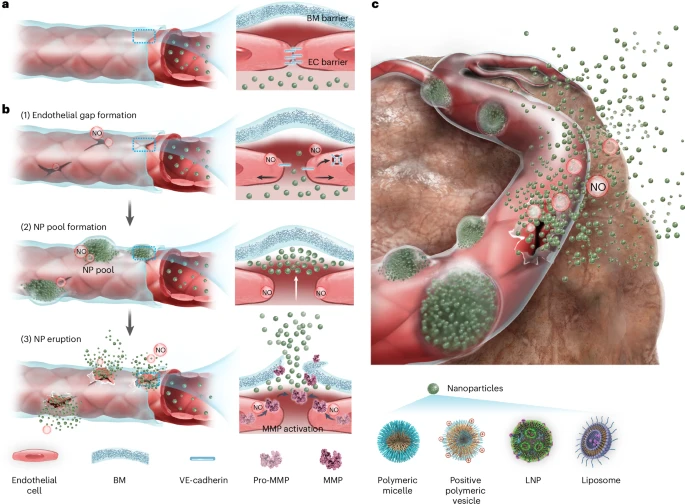 a
BM barrier
EC barrier
b
(1) Endothelial gap formation
NO
NO
NO
(2) NP pool formation
NO
NP pool
NO
NO
(3) NP eruption
NO
NO
NO
MMP activation
c
NO
Nanoparticles
Endothelial
cell
BM
VE-cadherin
Pro-MMP
MMP
Polymeric
micelle
Positive
polymeric
vesicle
LNP
Liposome